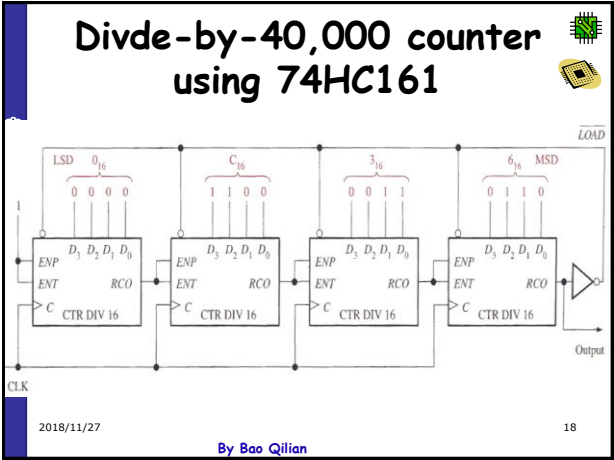 Divde-by-40,000 counter
using 74HC161
LOAD
LSD 0₁₆ C₁₆ 3₁₆ 6₁₆ MSD
0 0 0 0 1 1 0 0 0 0 1 1 0 1 1 0
1
D₃ D₂ D₁ D₀ D₃ D₂ D₁ D₀ D₃ D₂ D₁ D₀ D₃ D₂ D₁ D₀
ENP ENP ENP ENP
ENT RCO ENT RCO ENT RCO ENT RCO
C C C C
CTR DIV 16 CTR DIV 16 CTR DIV 16 CTR DIV 16
Output
CLK
2018/11/27 18
By Bao Qilian